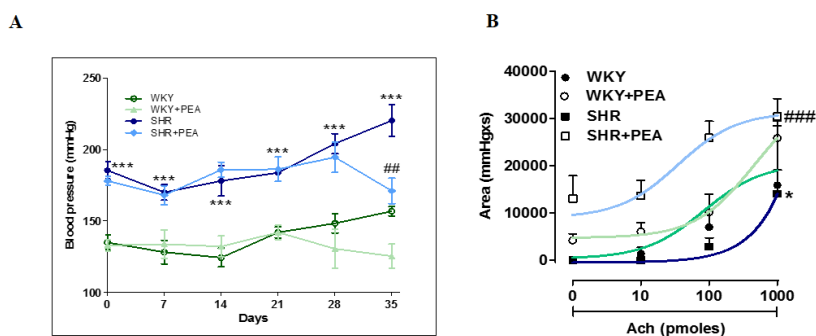 A
B
250
200
150
100
Blood pressure (mmHg)
WKY
WKY+PEA
SHR
SHR+PEA
***
***
***
***
***
***
##
0 7 14 21 28 35
Days
40000
30000
20000
10000
0
Area (mmHgxs)
WKY
WKY+PEA
SHR
SHR+PEA
###
*
0 10 100 1000
Ach (pmoles)